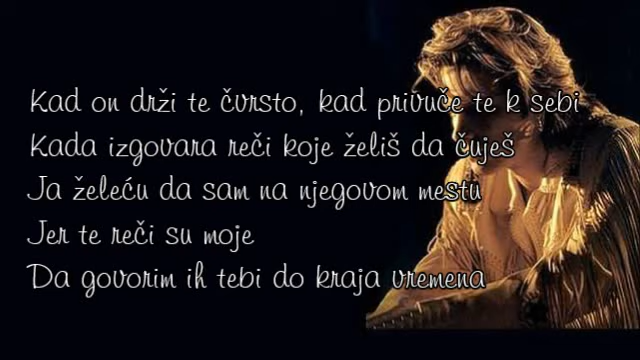 Kad on drži te čvrsto, kad privuče te k sebi
Kada izgovara reči koje želiš da čuješ
Ja želeću da sam na njegovom mestu
Jer te reči su moje
Da govorim ih tebi do kraja vremena